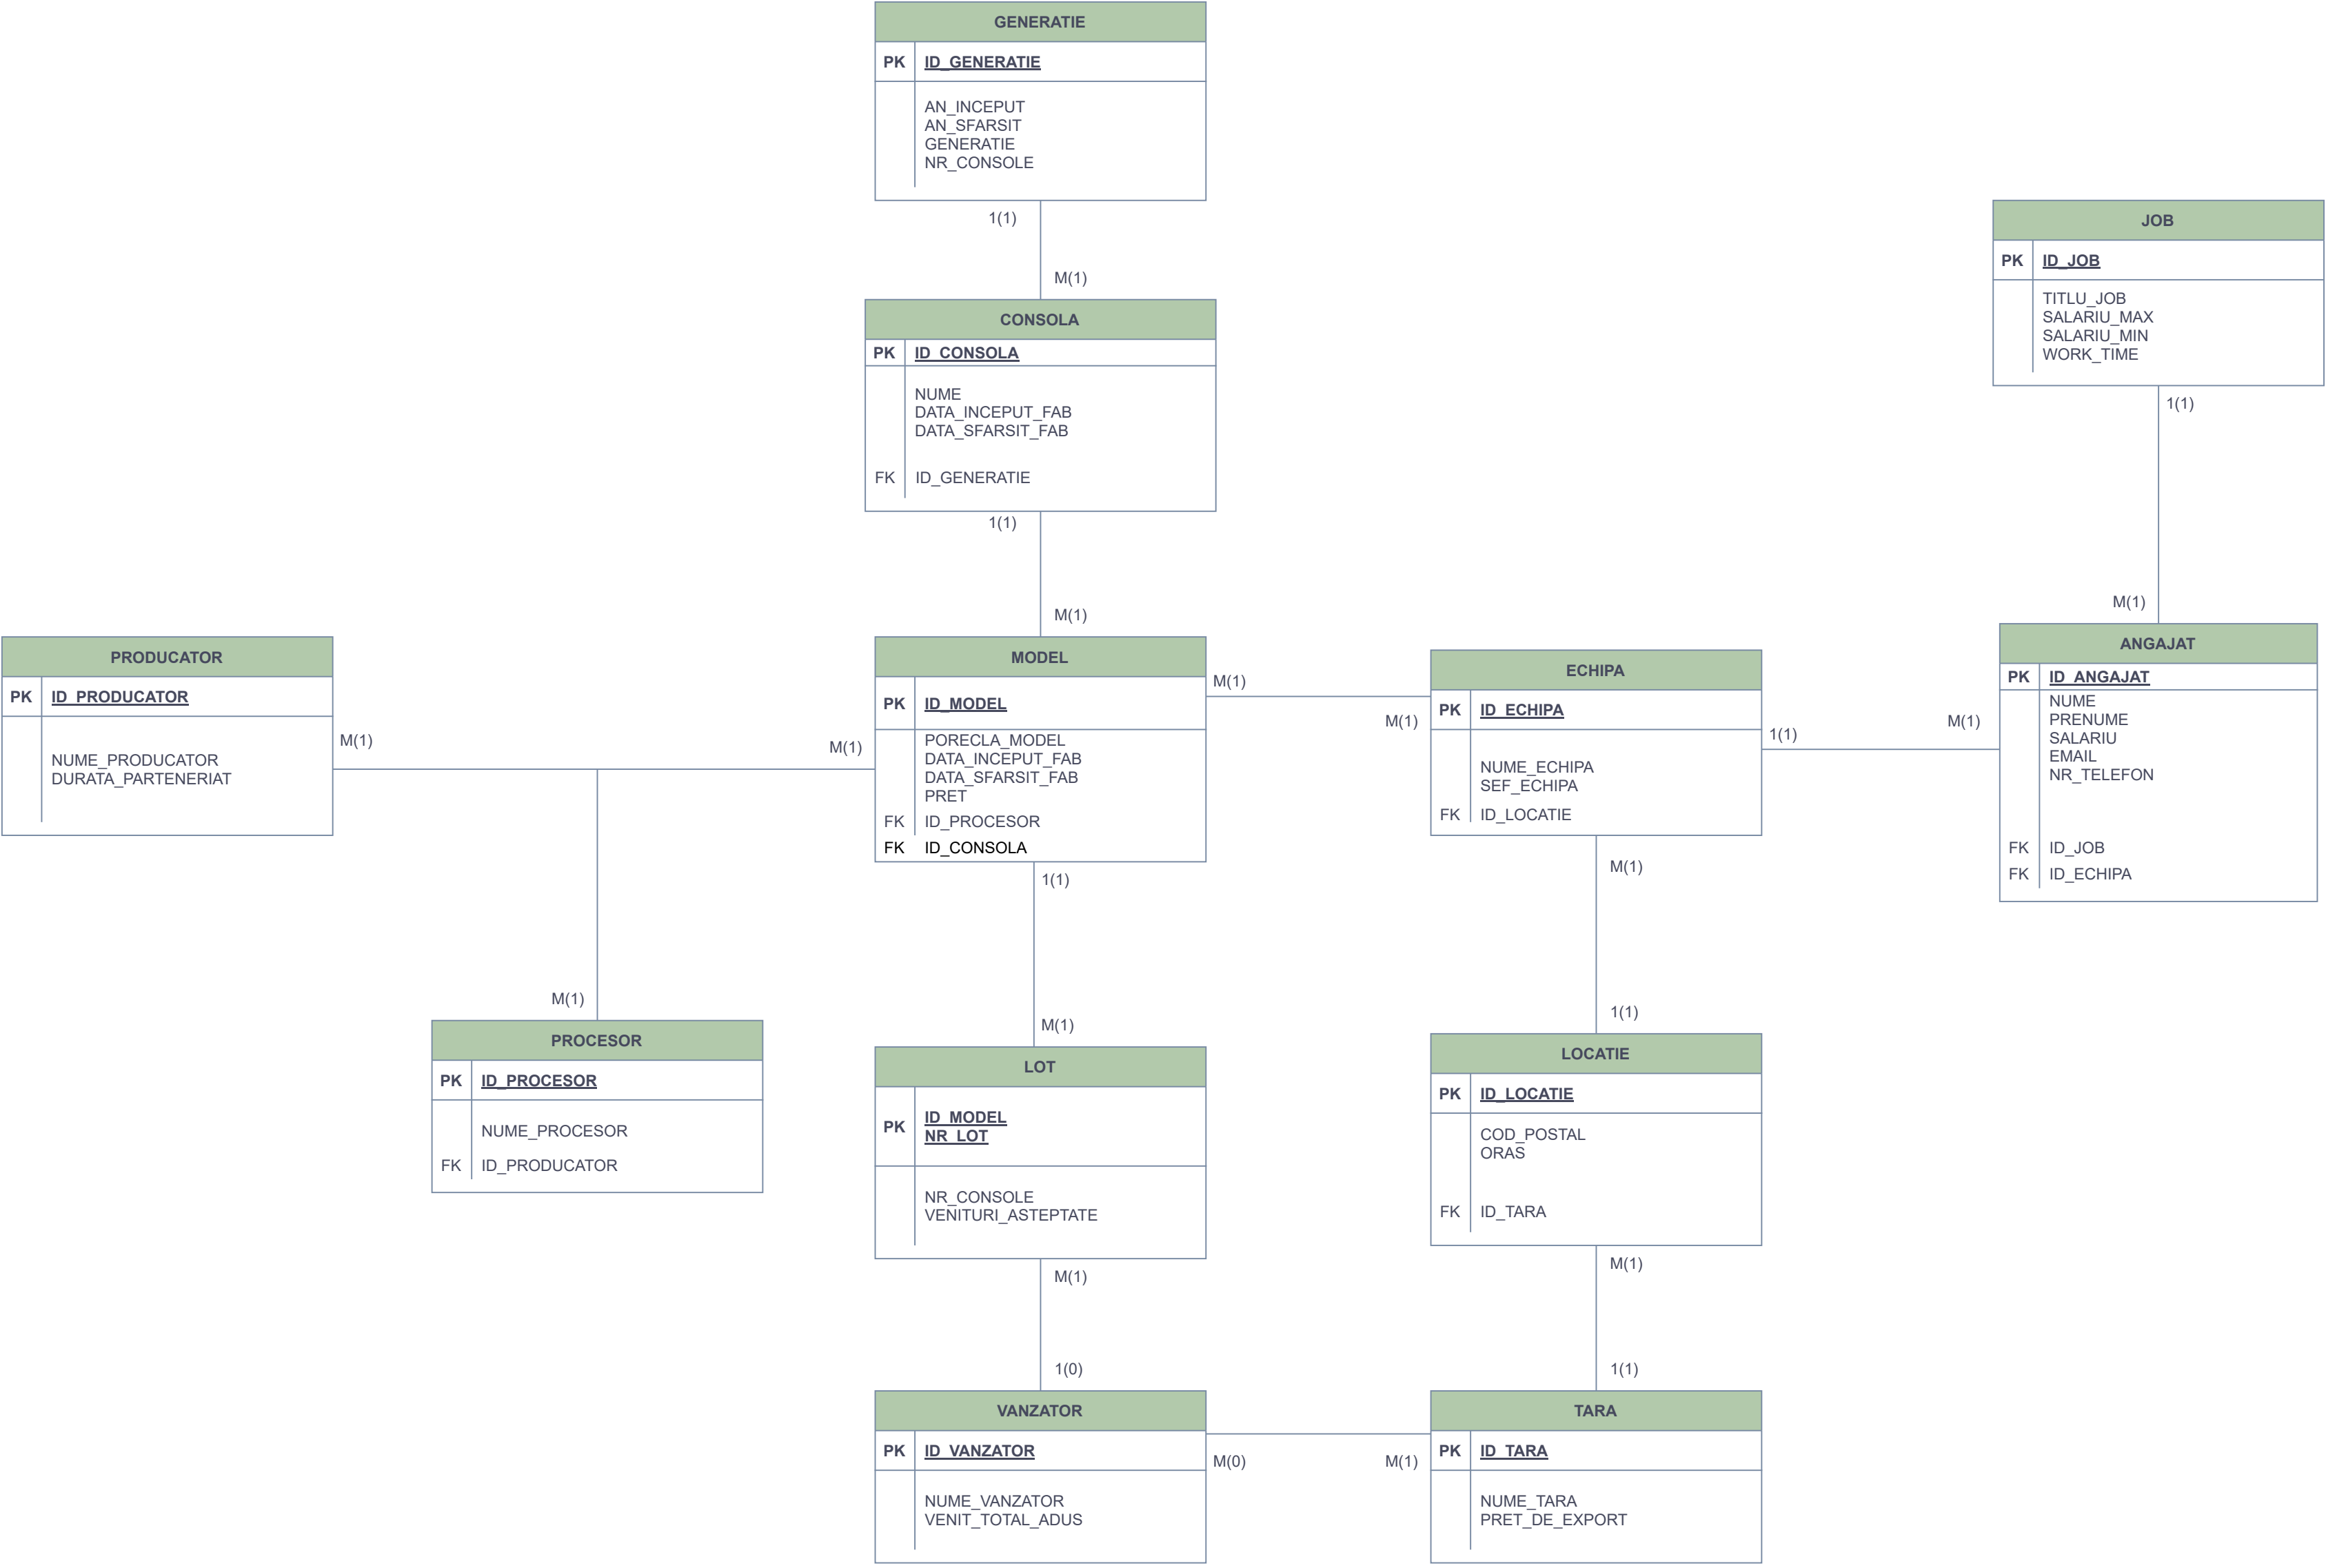 GENERATIE
PK ID_GENERATIE
AN_INCEPUT
AN_SFARSIT
GENERATIE
NR_CONSOLE
1(1)
M(1)
JOB
PK ID_JOB
TITLU_JOB
SALARIU_MAX
SALARIU_MIN
WORK_TIME
1(1)
M(1)
CONSOLA
PK ID_CONSOLA
NUME
DATA_INCEPUT_FAB
DATA_SFARSIT_FAB
FK ID_GENERATIE
1(1)
M(1)
PRODUCATOR
PK ID_PRODUCATOR
NUME_PRODUCATOR
DURATA_PARTENERIAT
M(1)
M(1)
MODEL
PK ID_MODEL
PORECLA_MODEL
DATA_INCEPUT_FAB
DATA_SFARSIT_FAB
PRET
FK ID_PROCESOR
FK ID_CONSOLA
M(1)
M(1)
ECHIPA
PK ID_ECHIPA
NUME_ECHIPA
SEF_ECHIPA
FK ID_LOCATIE
1(1)
M(1)
ANGAJAT
PK ID_ANGAJAT
NUME
PRENUME
SALARIU
EMAIL
NR_TELEFON
FK ID_JOB
FK ID_ECHIPA
1(1)
M(1)
M(1)
1(1)
M(1)
PROCESOR
PK ID_PROCESOR
NUME_PROCESOR
FK ID_PRODUCATOR
LOT
PK ID_MODEL
NR_LOT
NR_CONSOLE
VENITURI_ASTEPTATE
M(1)
1(0)
LOCATIE
PK ID_LOCATIE
COD_POSTAL
ORAS
FK ID_TARA
M(1)
1(1)
VANZATOR
PK ID_VANZATOR
NUME_VANZATOR
VENIT_TOTAL_ADUS
M(0)
M(1)
TARA
PK ID_TARA
NUME_TARA
PRET_DE_EXPORT